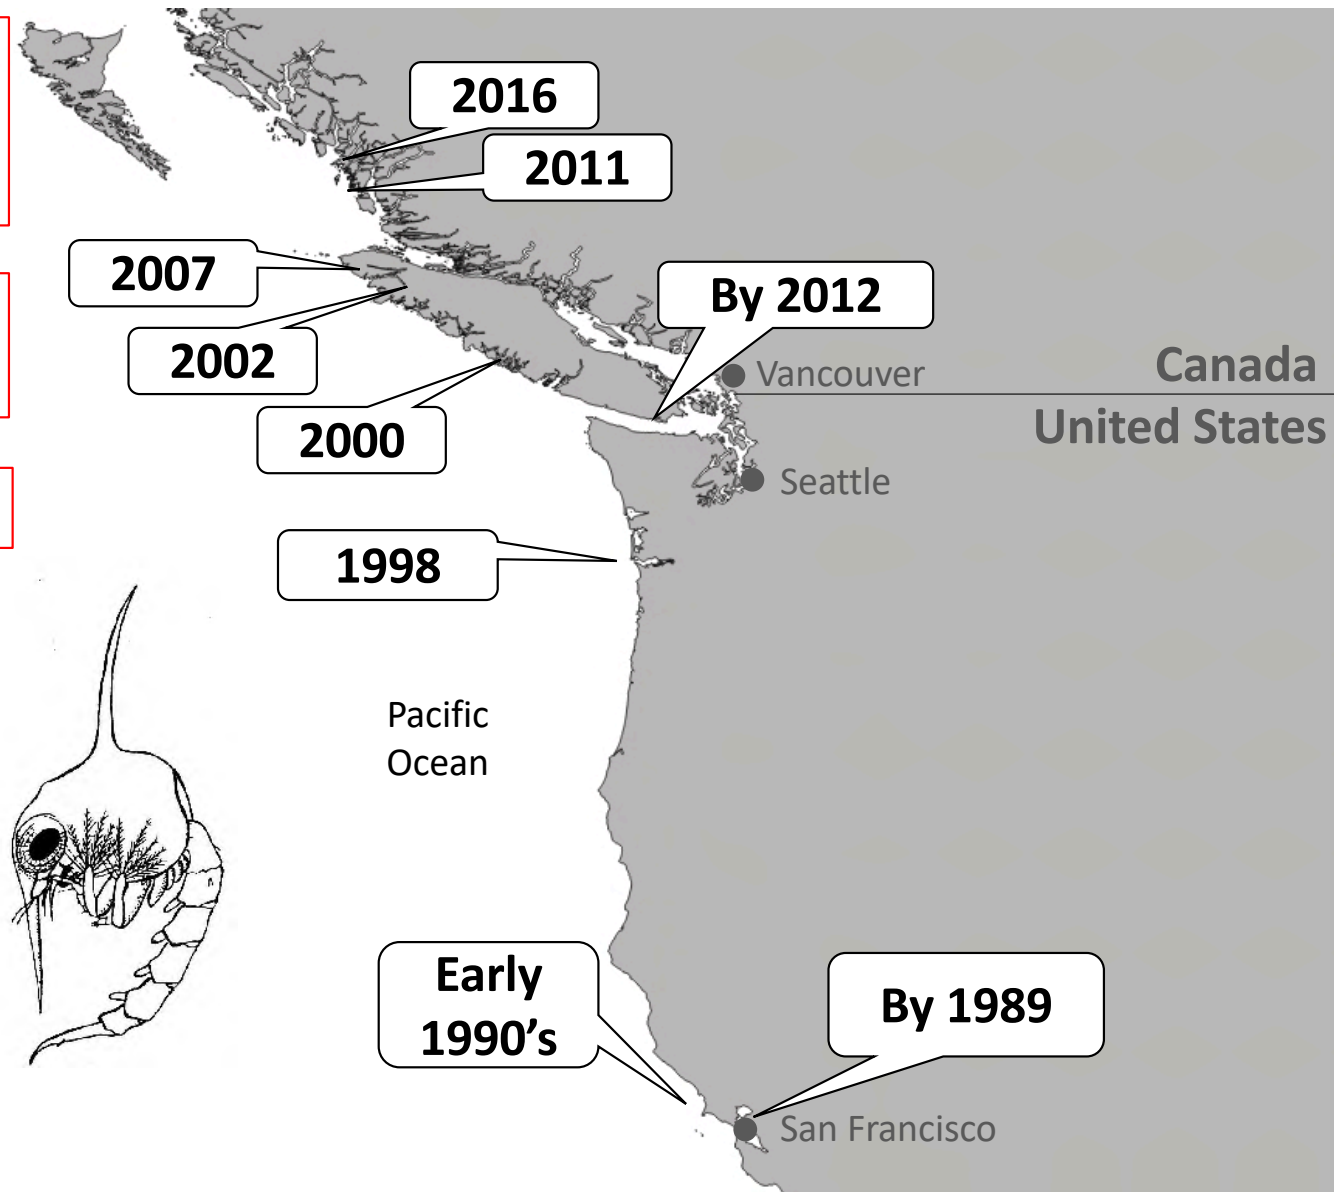 2016
2011
2007
By 2012
2002
Vancouver
Canada
2000
United States
Seattle
1998
Pacific
Ocean
Early
1990’s
By 1989
San Francisco